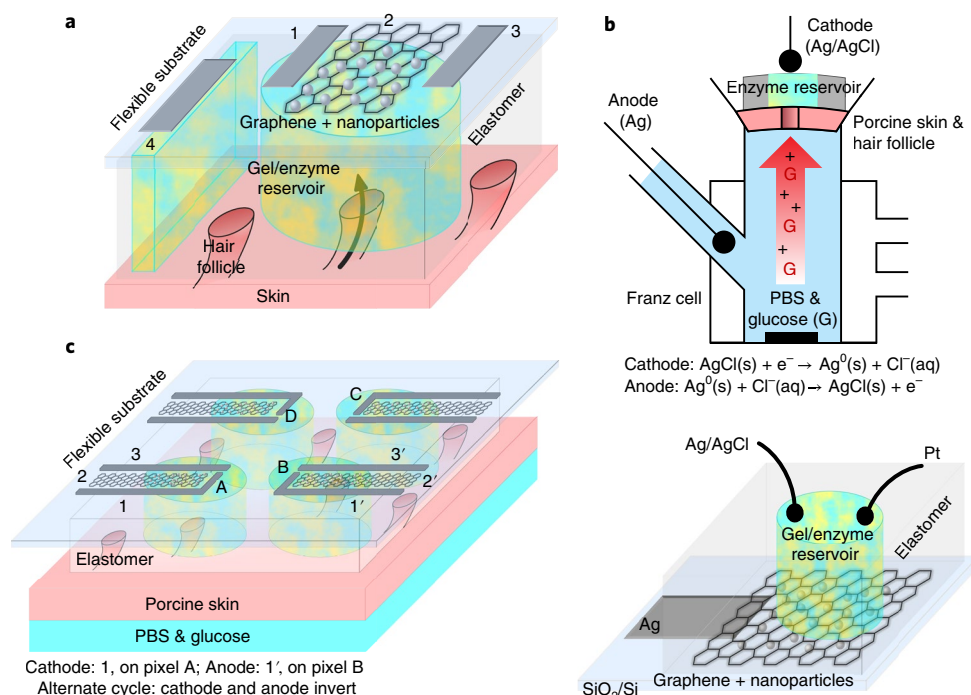 a
1
2
3
Flexible substrate
4
Graphene + nanoparticles
Elastomer
Gel/enzyme
reservoir
Hair
follicle
Skin
b
Cathode
(Ag/AgCl)
Enzyme reservoir
Anode
(Ag)
Porcine skin &
hair follicle
+
G
+
+
G
+
G
Franz cell
PBS &
glucose (G)
Cathode: AgCl(s) + e⁻ → Ag⁰(s) + Cl⁻(aq)
Anode: Ag⁰(s) + Cl⁻(aq) → AgCl(s) + e⁻
c
Flexible substrate
D
C
3
2
1
A
B
3′
2′
1′
Elastomer
Porcine skin
PBS & glucose
Cathode: 1, on pixel A; Anode: 1′, on pixel B
Alternate cycle: cathode and anode invert
Ag/AgCl
Pt
Gel/enzyme
reservoir
Elastomer
Ag
Graphene + nanoparticles
SiO₂/Si